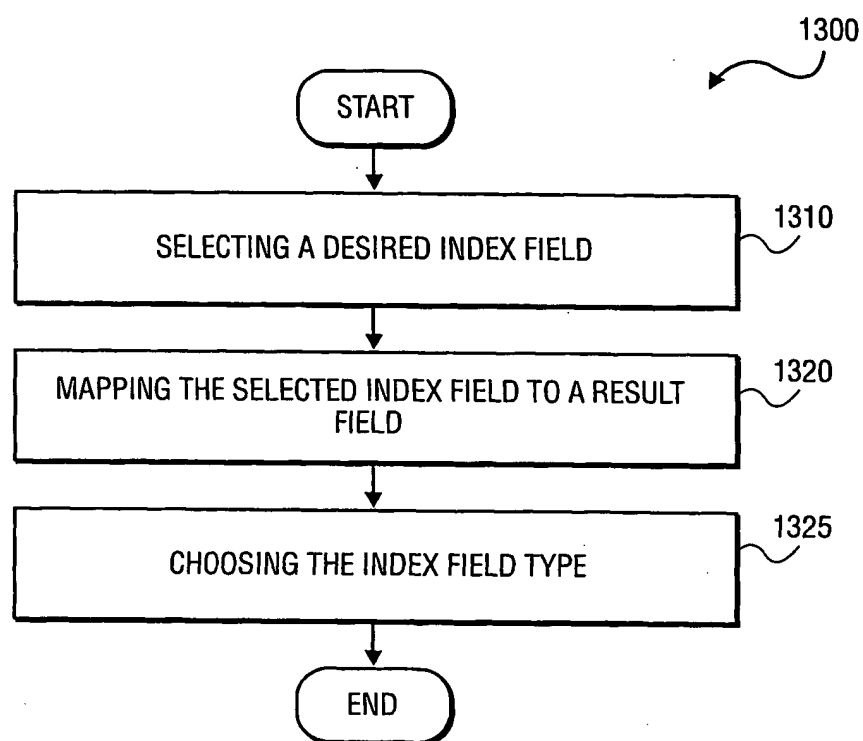 1300
START
1310
SELECTING A DESIRED INDEX FIELD
1320
MAPPING THE SELECTED INDEX FIELD TO A RESULT
FIELD
1325
CHOOSING THE INDEX FIELD TYPE
END